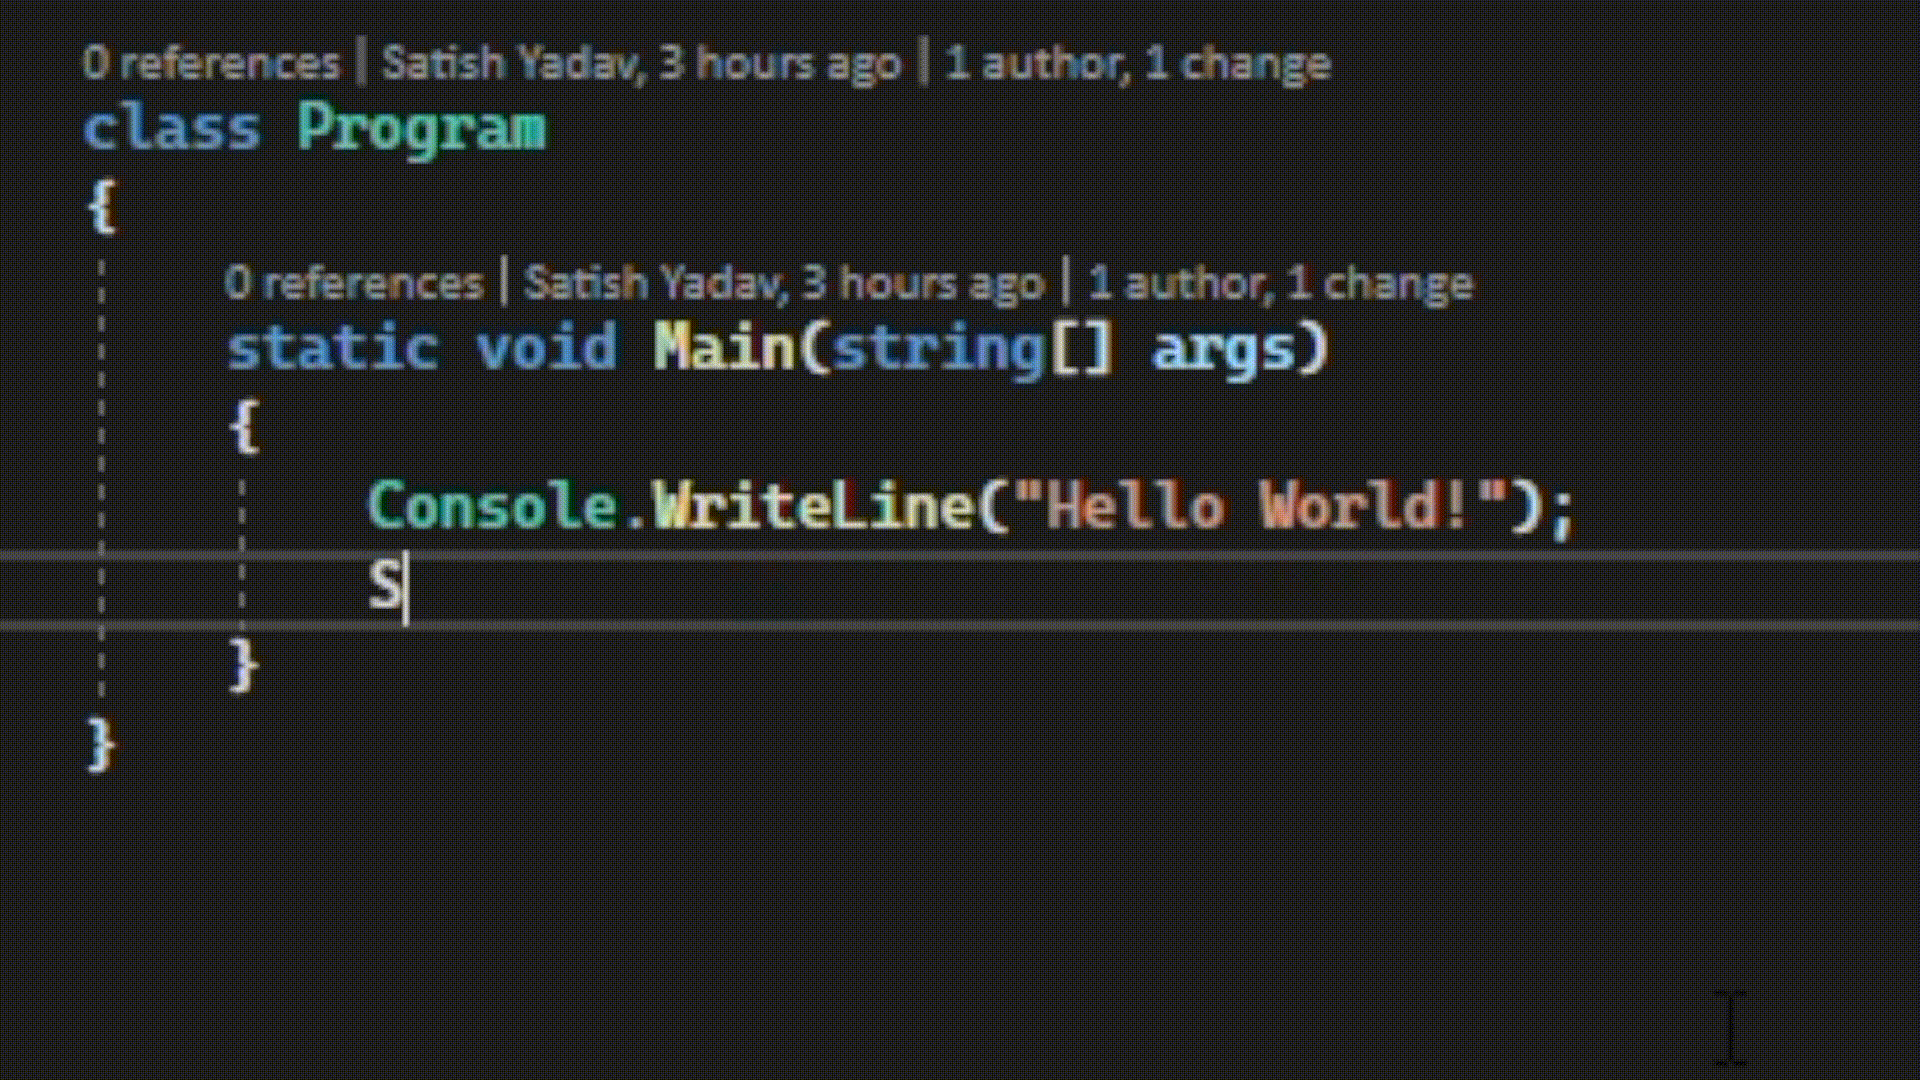 0 references | Satish Yadav, 3 hours ago | 1 author, 1 change
class Program
{
0 references | Satish Yadav, 3 hours ago | 1 author, 1 change
static void Main(string[] args)
{
Console.WriteLine("Hello World!");
S
}
}